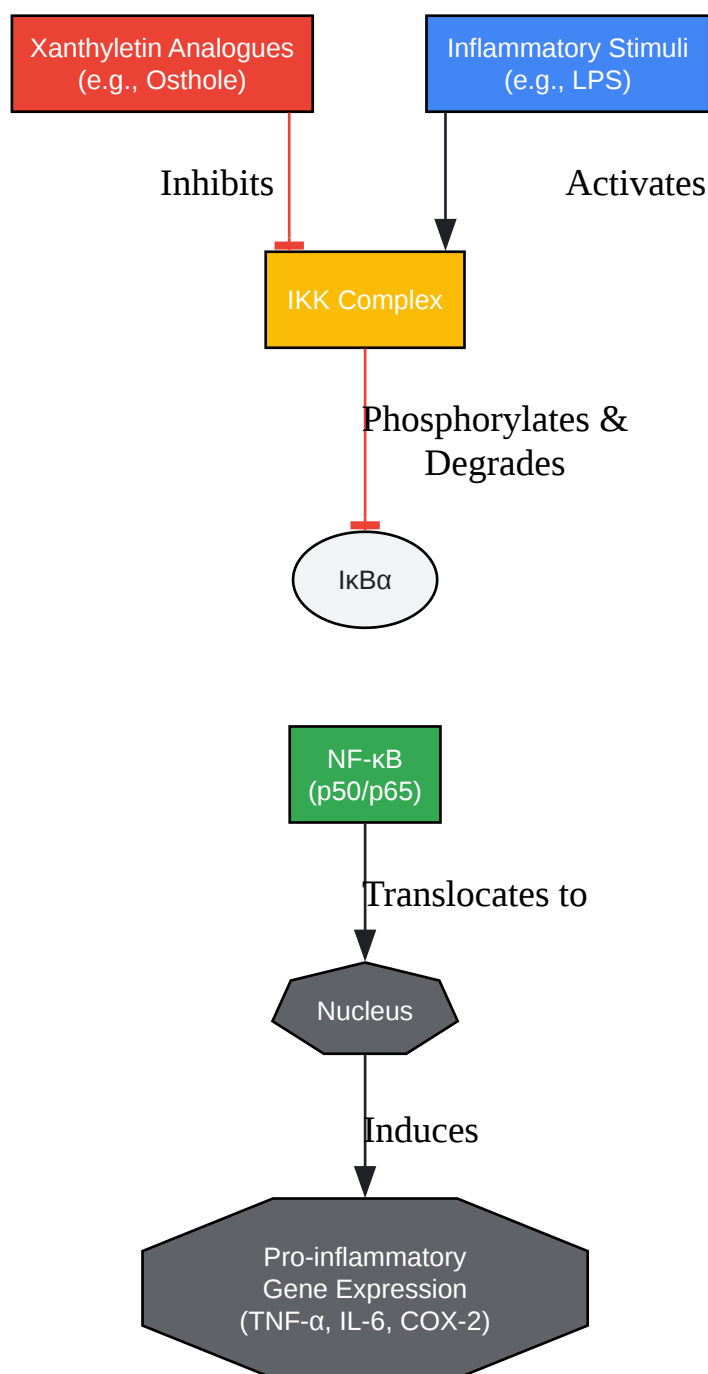 Xanthyletin Analogues
(e.g., Osthole)
Inflammatory Stimuli
(e.g., LPS)
Inhibits
Activates
IKK Complex
Phosphorylates &
Degrades
IκBα
NF-κB
(p50/p65)
Translocates to
Nucleus
Induces
Pro-inflammatory
Gene Expression
(TNF-α, IL-6, COX-2)